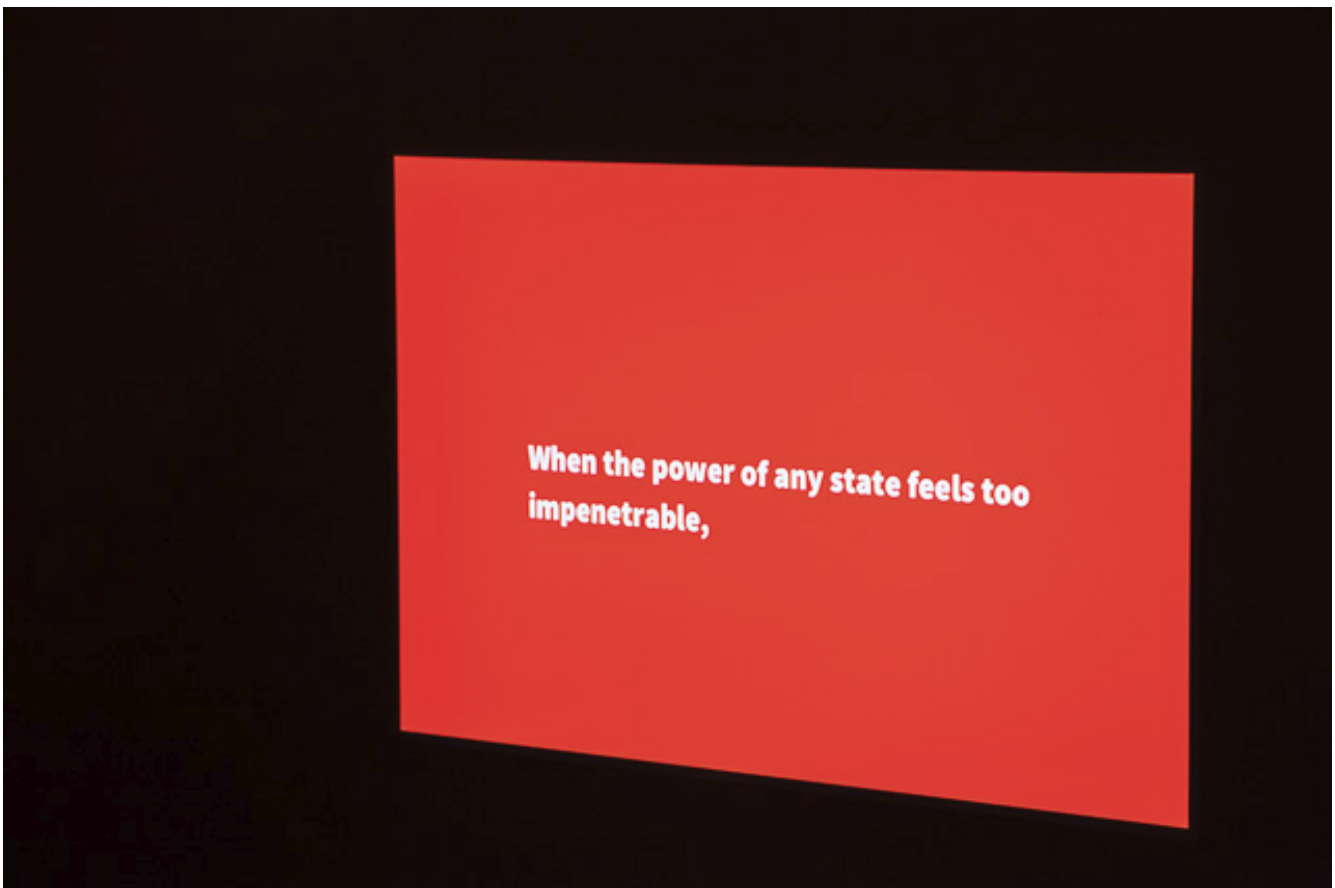 When the power of any state feels too
impenetrable,